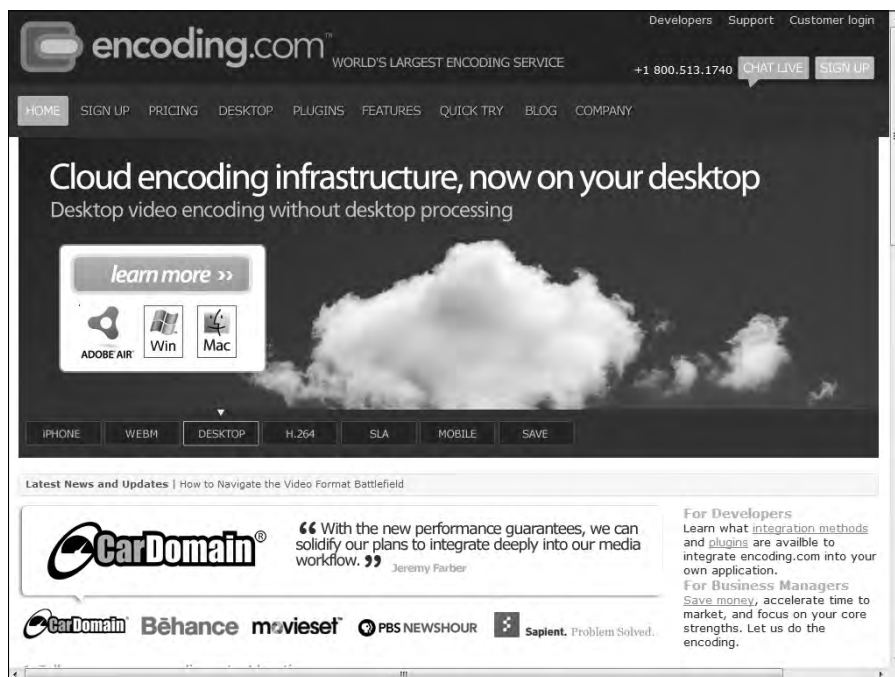 Developers Support Customer login
encoding.com™ WORLD'S LARGEST ENCODING SERVICE
+1 800.513.1740 CHAT LIVE SIGN UP
HOME SIGN UP PRICING DESKTOP PLUGINS FEATURES QUICK TRY BLOG COMPANY
Cloud encoding infrastructure, now on your desktop
Desktop video encoding without desktop processing
learn more ››
ADOBE AIR Win Mac
iPHONE WEBM DESKTOP H.264 SLA MOBILE SAVE
Latest News and Updates | How to Navigate the Video Format Battlefield
CarDomain®
“ With the new performance guarantees, we can
solidify our plans to integrate deeply into our media
workflow. ” Jeremy Farber
CarDomain Bēhance movieset PBS NEWSHOUR Sapient. Problem Solved.
For Developers
Learn what integration methods
and plugins are availble to
integrate encoding.com into your
own application.
For Business Managers
Save money, accelerate time to
market, and focus on your core
strengths. Let us do the
encoding.